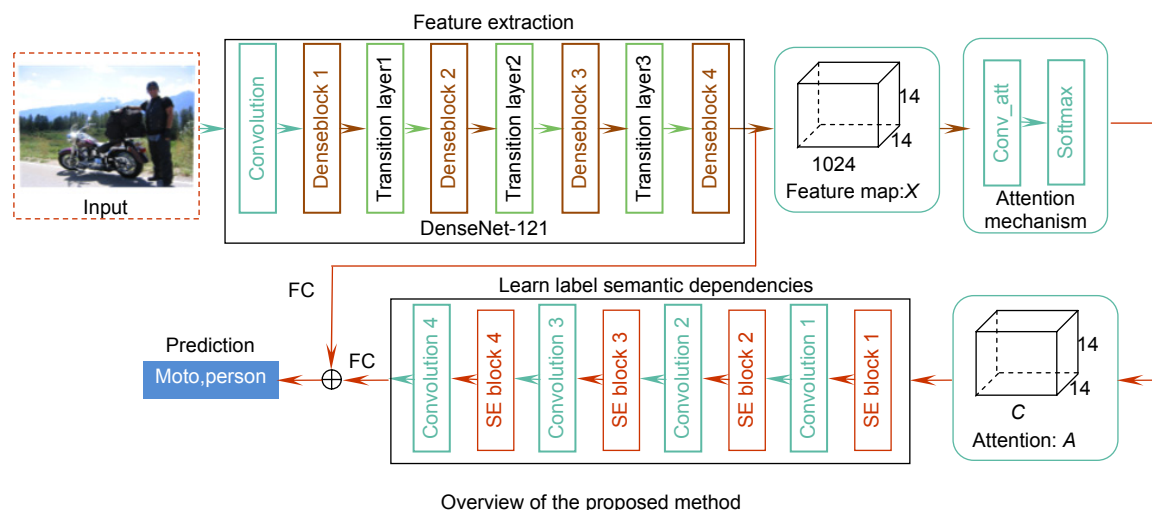 Feature extraction
Input
Convolution
Denseblock 1
Transition layer1
Denseblock 2
Transition layer2
Denseblock 3
Transition layer3
Denseblock 4
DenseNet-121
14
14
1024
Feature map:X
Conv_att
Softmax
Attention
mechanism
FC
Learn label semantic dependencies
Prediction
Moto,person
FC
Convolution 4
SE block 4
Convolution 3
SE block 3
Convolution 2
SE block 2
Convolution 1
SE block 1
14
14
C
Attention: A
Overview of the proposed method